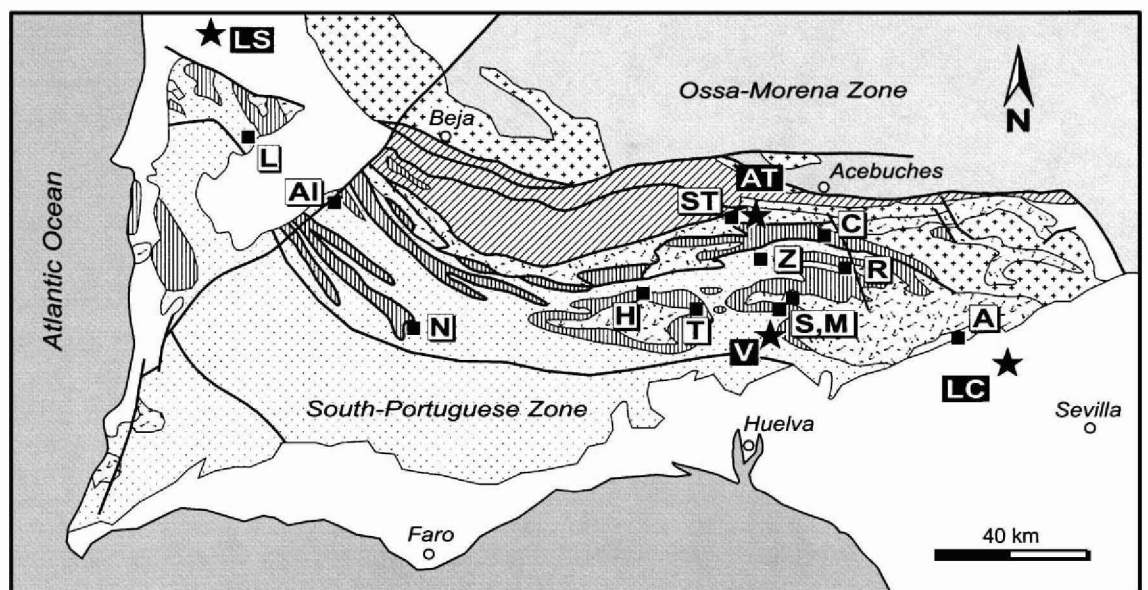 LS
Ossa-Morena Zone
N
Beja
L
AT
Acebuches
AI
ST
C
Z
R
Atlantic Ocean
H
T
S,M
A
N
V
LC
South-Portuguese Zone
Sevilla
Huelva
Faro
40 km